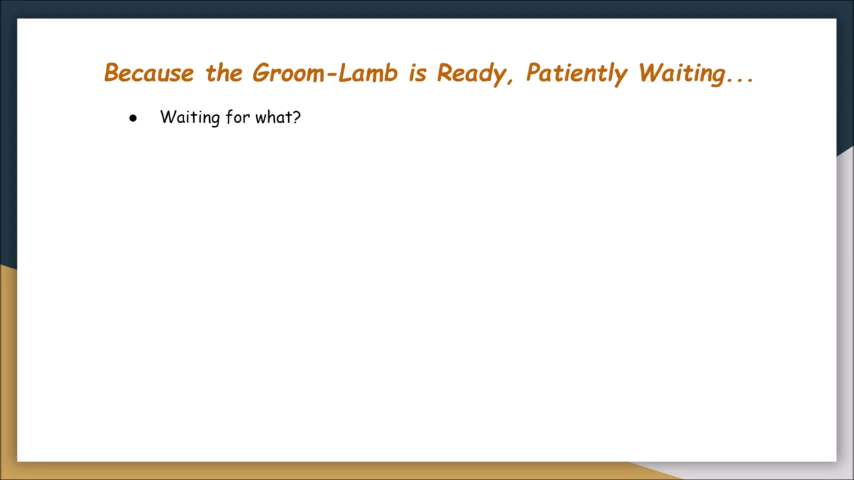 Because the Groom-Lamb is Ready, Patiently Waiting...
● Waiting for what?